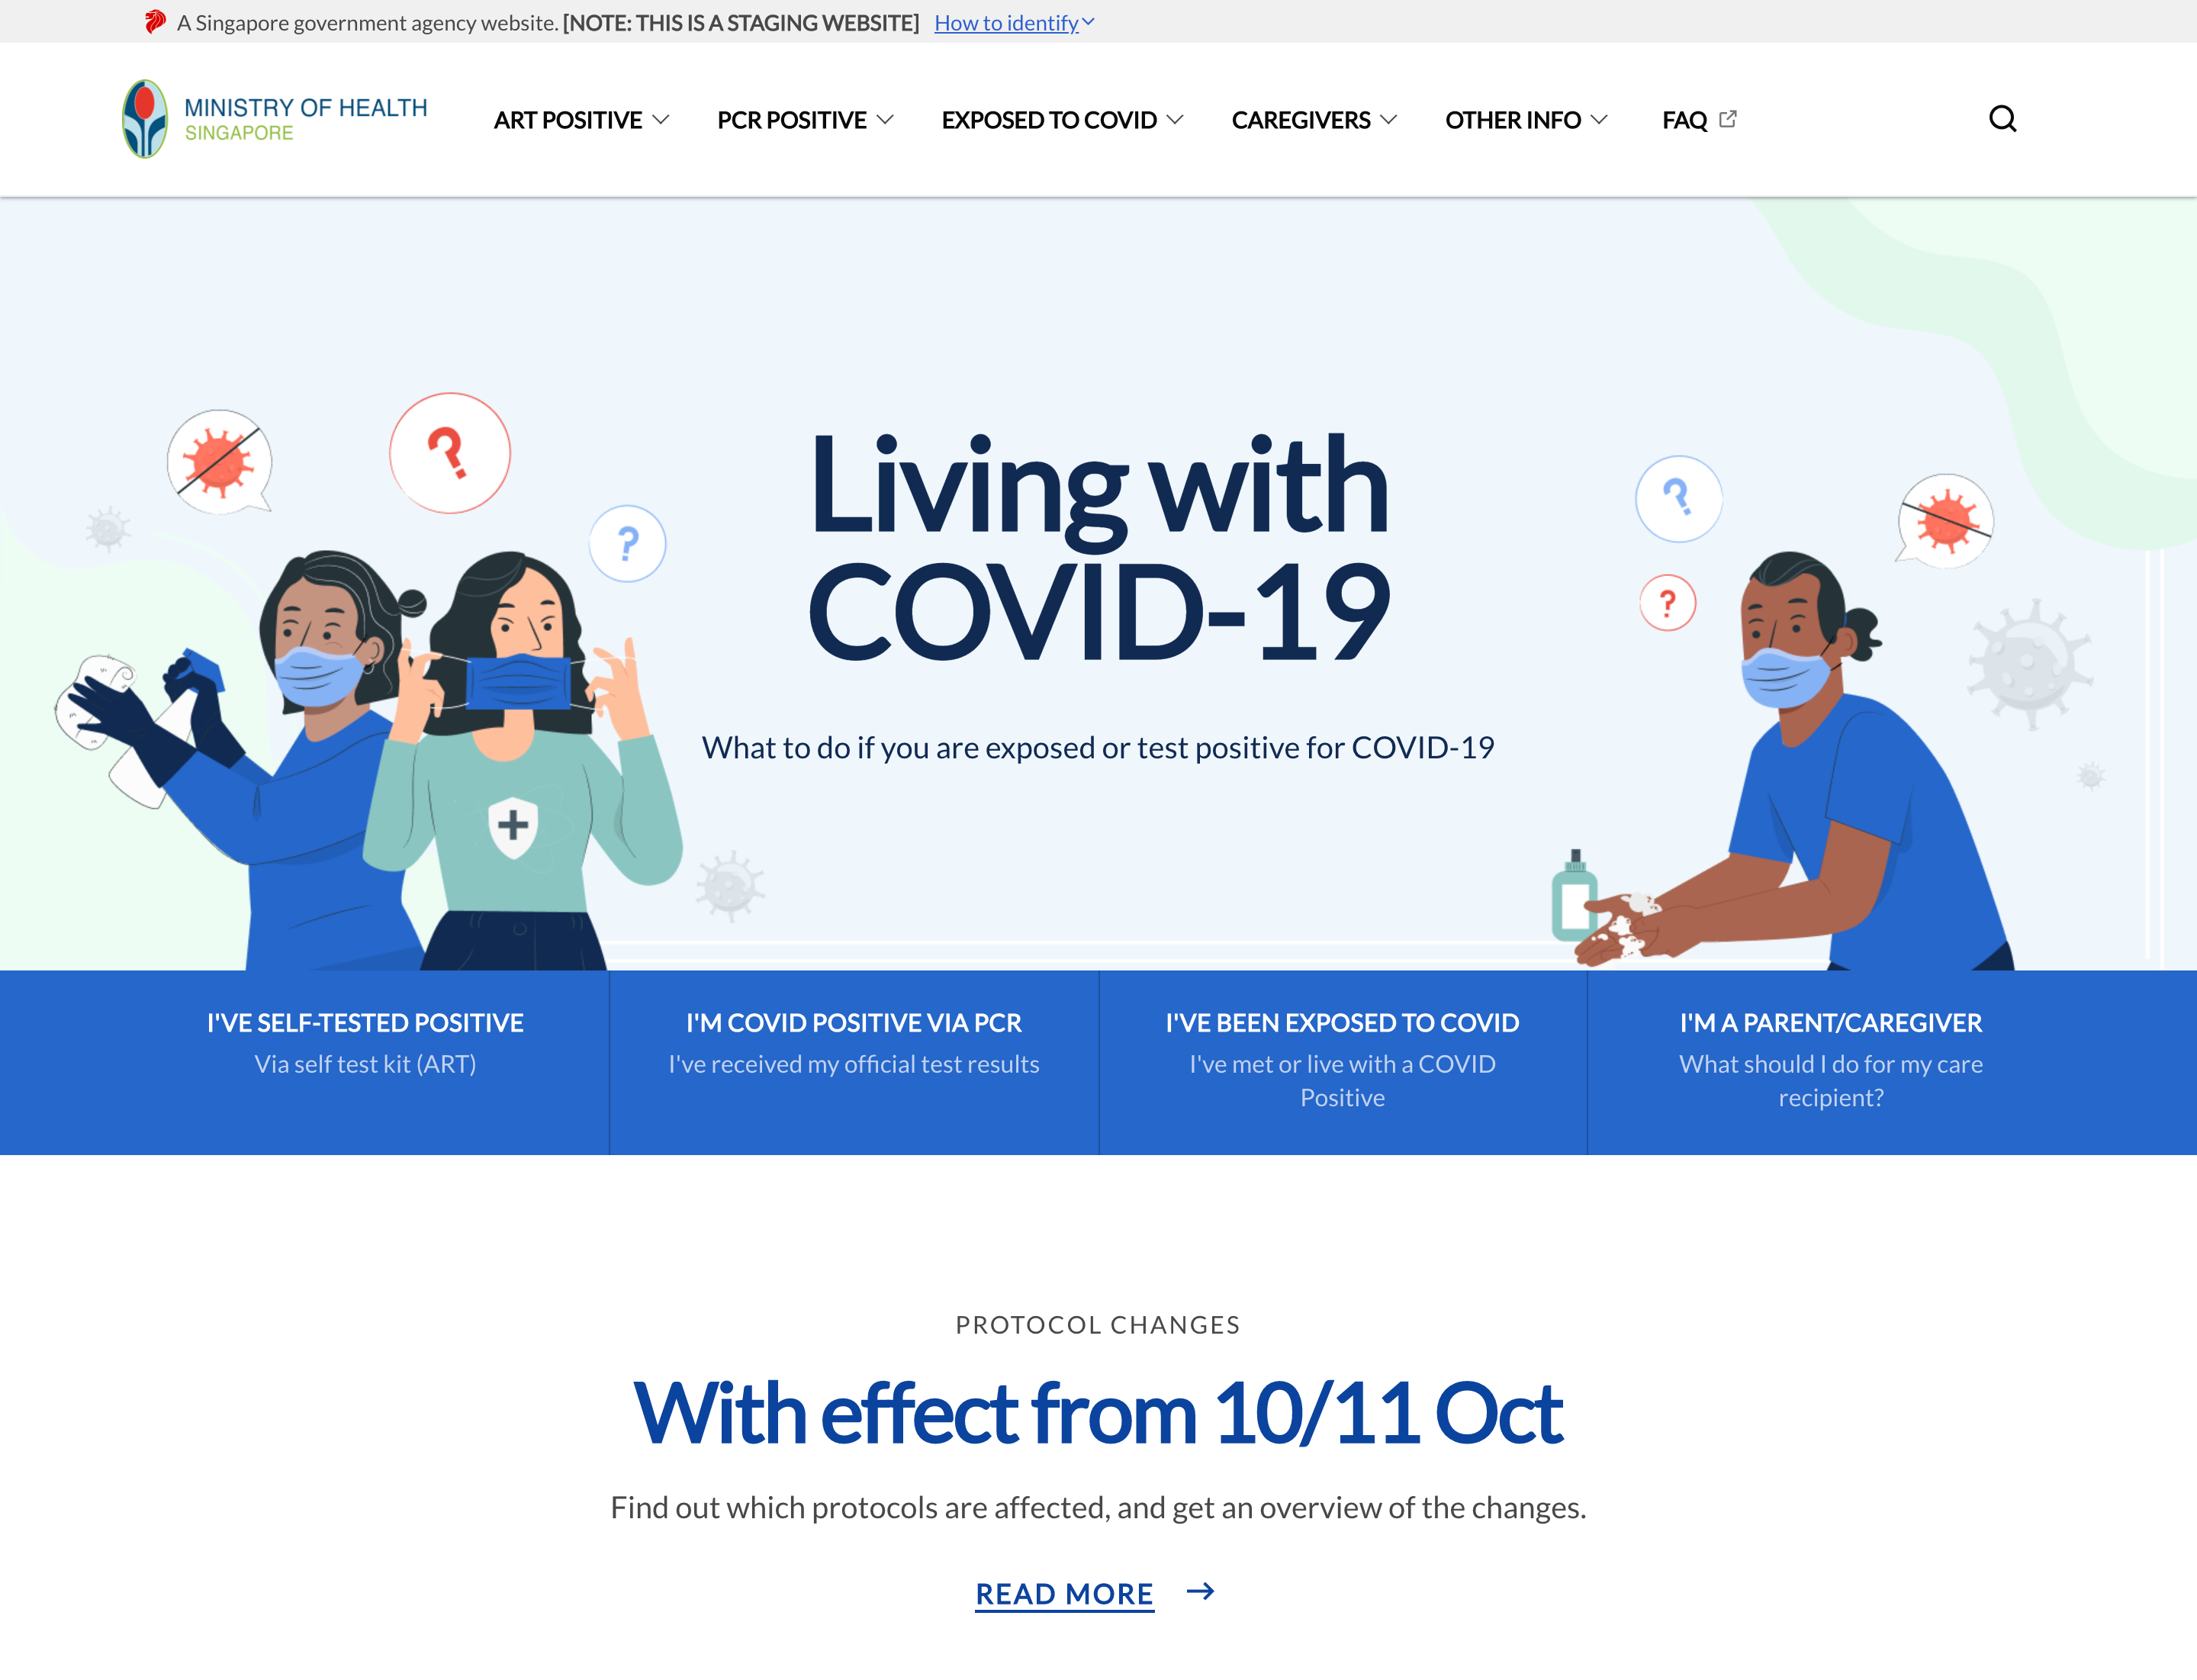 A Singapore government agency website. [NOTE: THIS IS A STAGING WEBSITE] How to identify
MINISTRY OF HEALTH
SINGAPORE
ART POSITIVE PCR POSITIVE EXPOSED TO COVID CAREGIVERS OTHER INFO FAQ
?
?
?
?
Living with
COVID-19
What to do if you are exposed or test positive for COVID-19
I'VE SELF-TESTED POSITIVE
Via self test kit (ART)
I'M COVID POSITIVE VIA PCR
I've received my official test results
I'VE BEEN EXPOSED TO COVID
I've met or live with a COVID
Positive
I'M A PARENT/CAREGIVER
What should I do for my care
recipient?
PROTOCOL CHANGES
With effect from 10/11 Oct
Find out which protocols are affected, and get an overview of the changes.
READ MORE